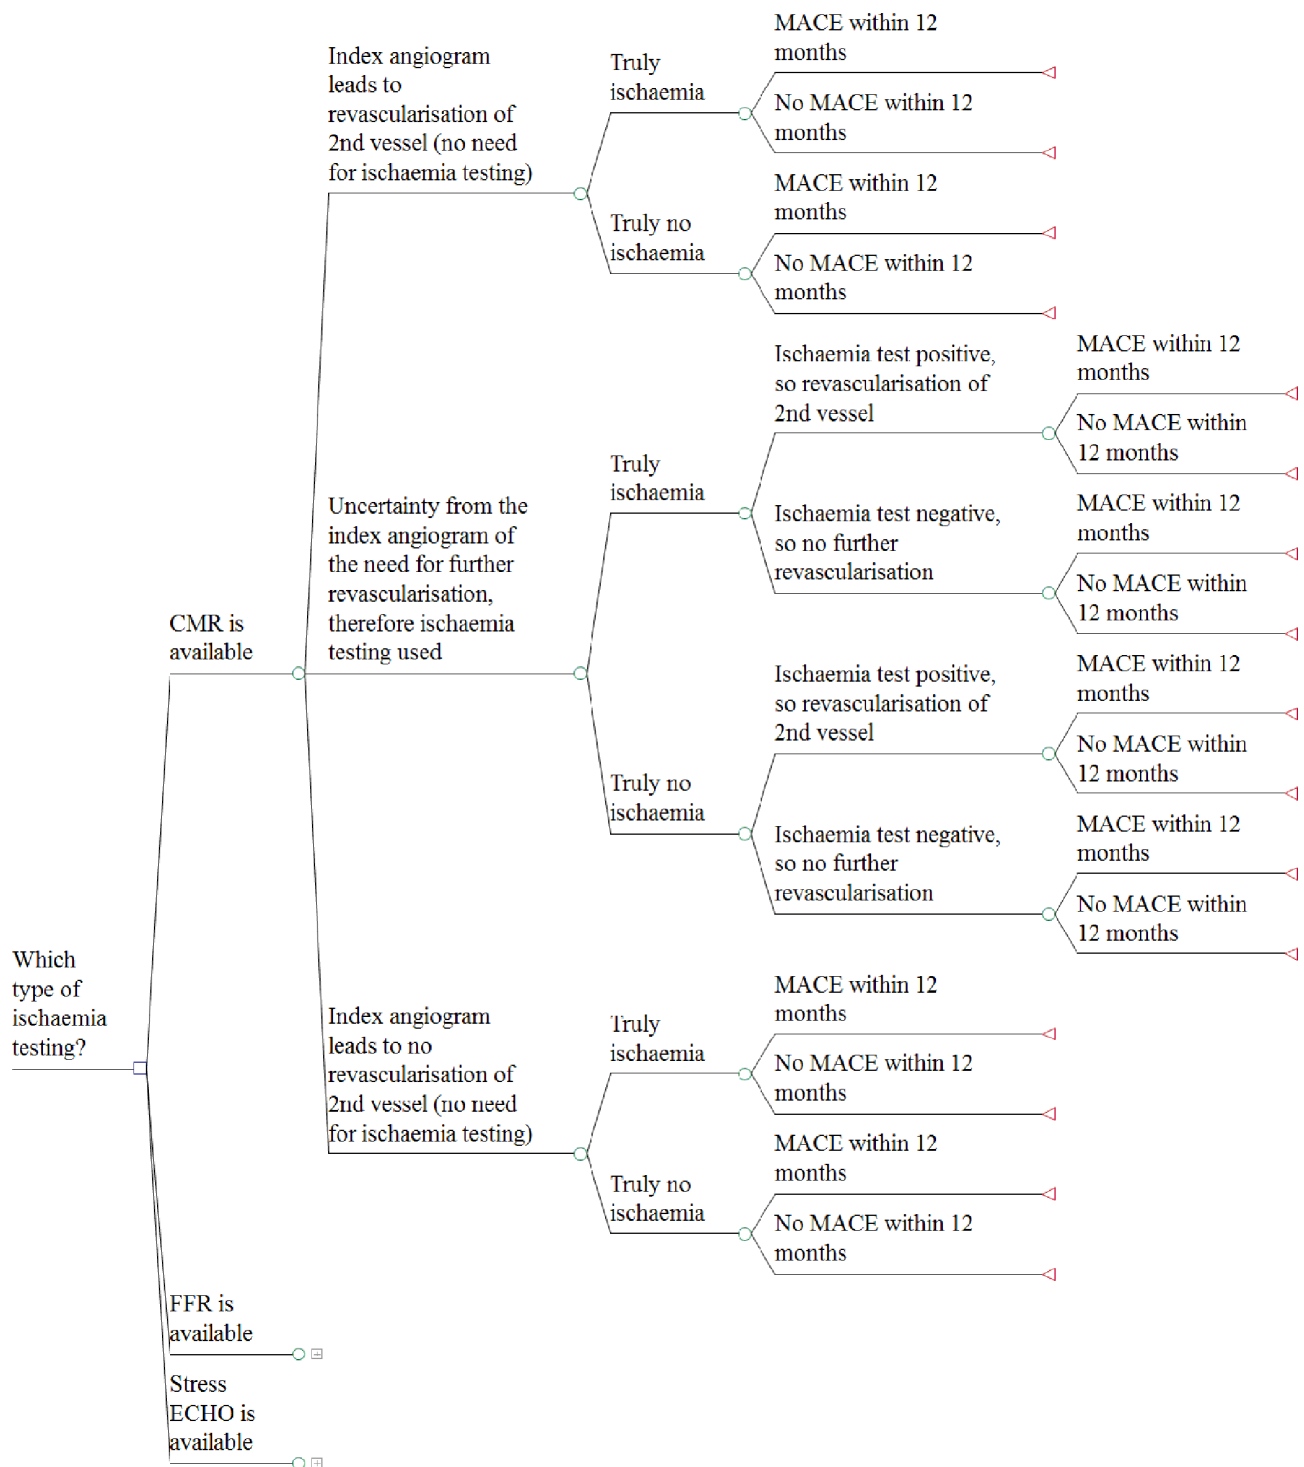 Which
type of
ischaemia
testing?
CMR is
available
Index angiogram
leads to
revascularisation of
2nd vessel (no need
for ischaemia testing)
Truly
ischaemia
MACE within 12
months
No MACE within 12
months
Truly no
ischaemia
MACE within 12
months
No MACE within 12
months
Uncertainty from the
index angiogram of
the need for further
revascularisation,
therefore ischaemia
testing used
Truly
ischaemia
Ischaemia test positive,
so revascularisation of
2nd vessel
MACE within 12
months
No MACE within
12 months
Ischaemia test negative,
so no further
revascularisation
MACE within 12
months
No MACE within
12 months
Truly no
ischaemia
Ischaemia test positive,
so revascularisation of
2nd vessel
MACE within 12
months
No MACE within
12 months
Ischaemia test negative,
so no further
revascularisation
MACE within 12
months
No MACE within
12 months
Index angiogram
leads to no
revascularisation of
2nd vessel (no need
for ischaemia testing)
Truly
ischaemia
MACE within 12
months
No MACE within 12
months
Truly no
ischaemia
MACE within 12
months
No MACE within 12
months
FFR is
available
Stress
ECHO is
available